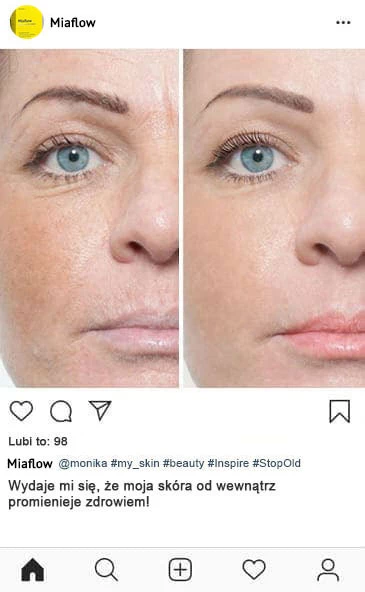 Miaflow
Miaflow
Lubi to: 98
Miaflow @monika #my_skin #beauty #Inspire #StopOld
Wydaje mi się, że moja skóra od wewnątrz
promienieje zdrowiem!